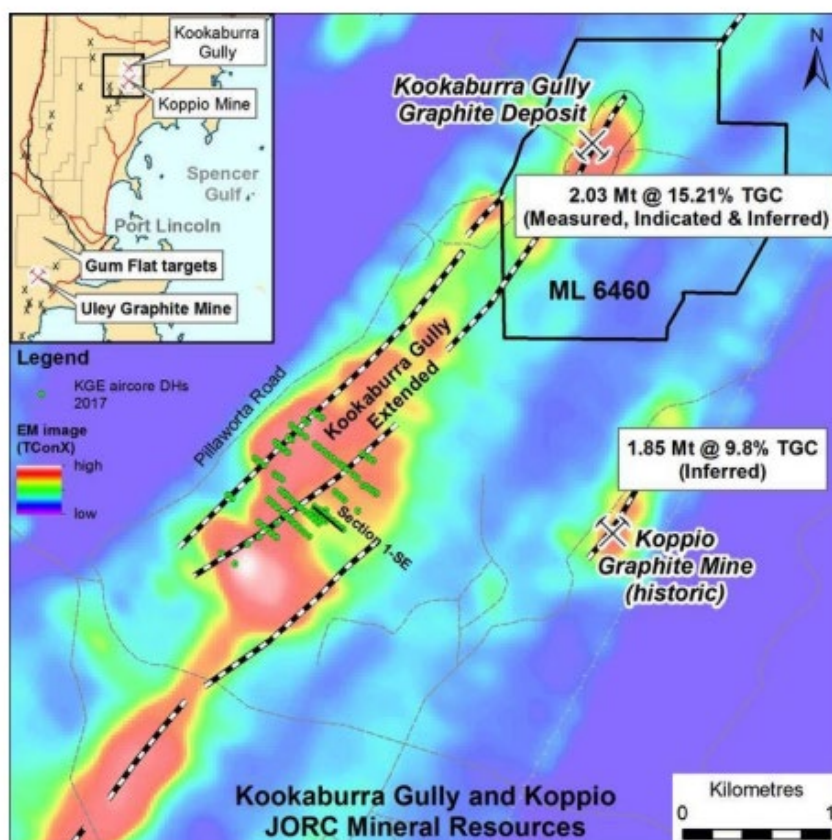 Kookaburra
Gully
Koppio Mine
Spencer
Gulf
Port Lincoln
Gum Flat targets
Uley Graphite Mine
N
Kookaburra Gully
Graphite Deposit
2.03 Mt @ 15.21% TGC
(Measured, Indicated & Inferred)
ML 6460
Legend
KGE aircore DHs
2017
EM image
(TConX)
high
low
Pillaworta Road
Kookaburra Gully
Extended
Section 1-SE
1.85 Mt @ 9.8% TGC
(Inferred)
Koppio
Graphite Mine
(historic)
Kookaburra Gully and Koppio
JORC Mineral Resources
Kilometres
0 1